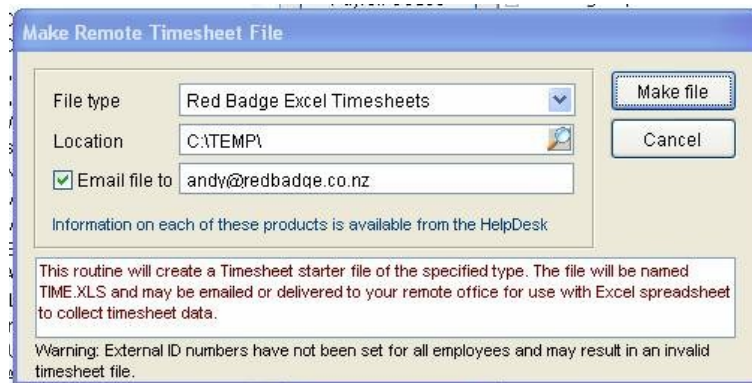 Make Remote Timesheet File
File type Red Badge Excel Timesheets Make file
Location C:\TEMP\ Cancel
Email file to andy@redbadge.co.nz
Information on each of these products is available from the HelpDesk
This routine will create a Timesheet starter file of the specified type. The file will be named
TIME.XLS and may be emailed or delivered to your remote office for use with Excel spreadsheet
to collect timesheet data.
Warning: External ID numbers have not been set for all employees and may result in an invalid
timesheet file.